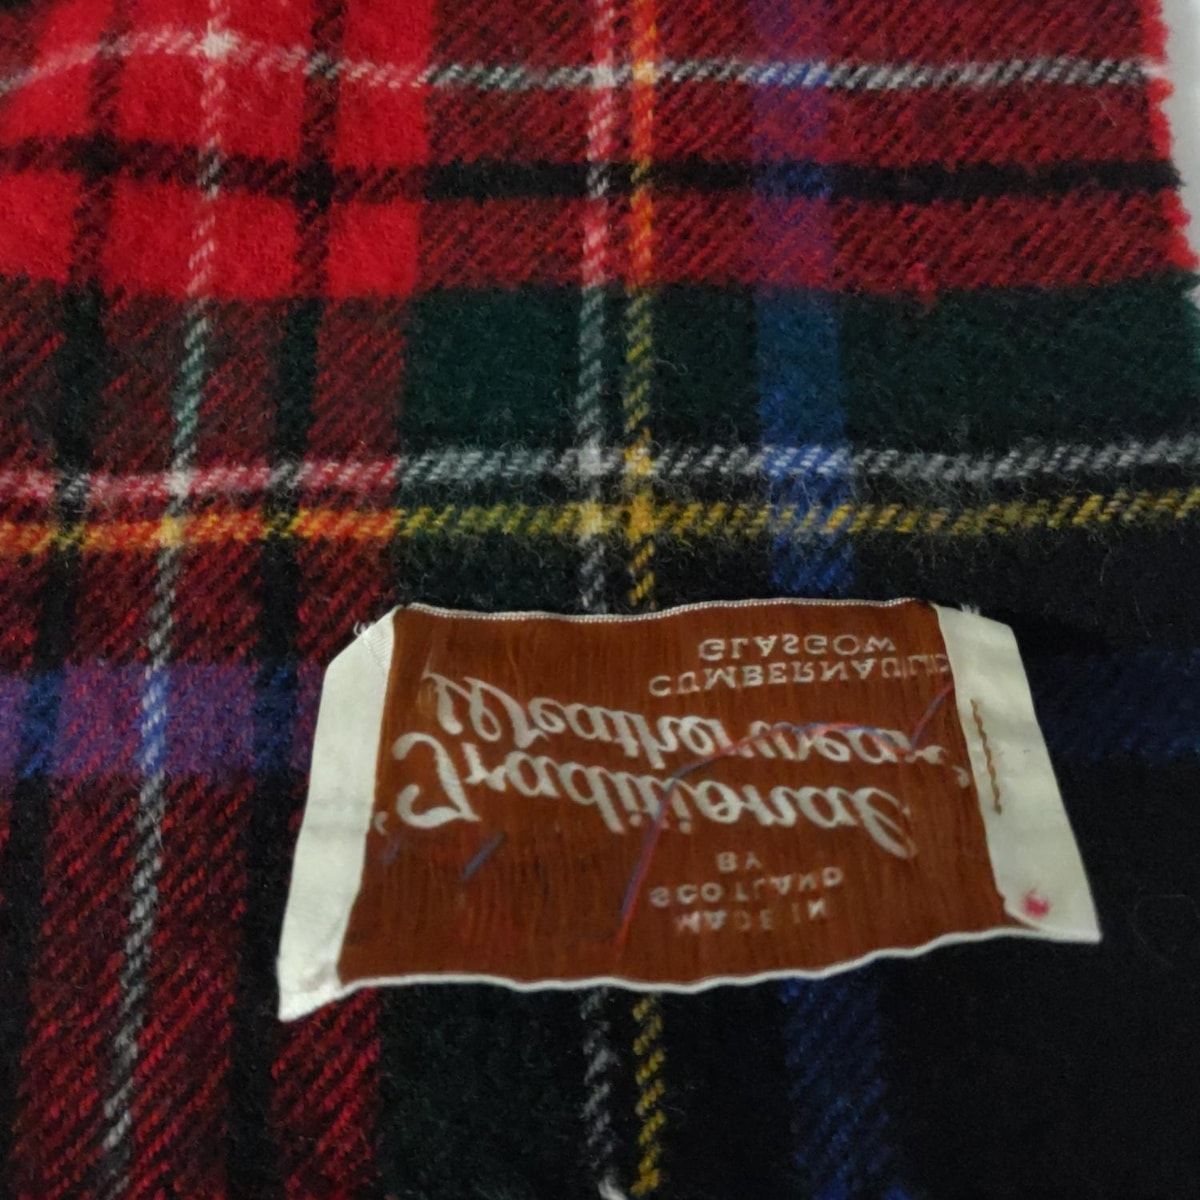 MADE IN
SCOTLAND
BY
'Traditional
Weatherwear'
CUMBERNAULD
GLASGOW